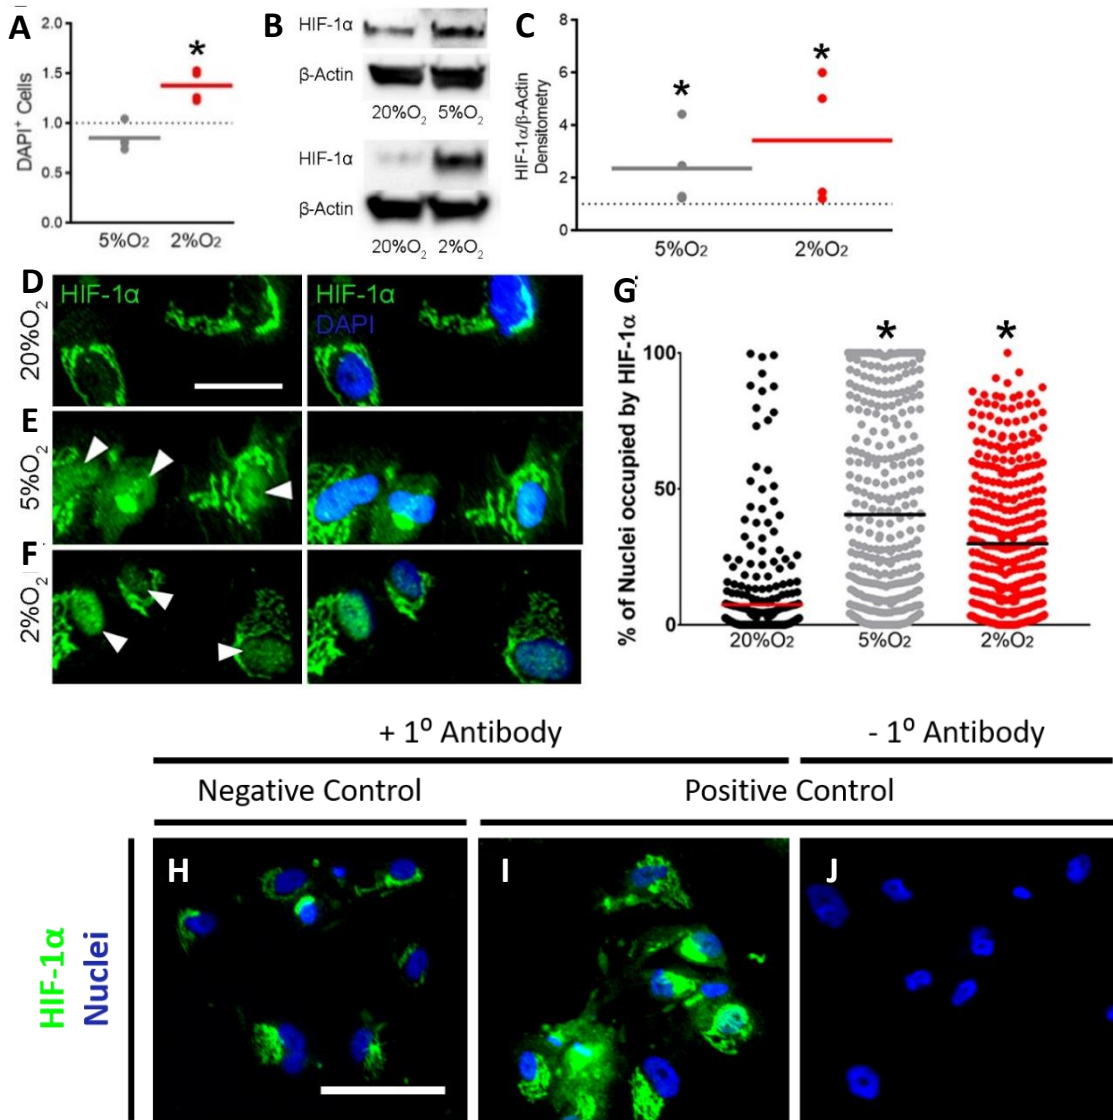 A
2.0
1.5
1.0
0.5
0.0
DAPI⁺ Cells
*
5%O₂ 2%O₂
B
HIF-1α
β-Actin
20%O₂ 5%O₂
HIF-1α
β-Actin
20%O₂ 2%O₂
C
8
6
4
2
0
HIF-1α/β-Actin
Densitometry
* *
5%O₂ 2%O₂
D
20%O₂
HIF-1α
HIF-1α
DAPI
E
5%O₂
F
2%O₂
G
% of Nuclei occupied by HIF-1α
100
50
0
* *
20%O₂ 5%O₂ 2%O₂
+ 1⁰ Antibody - 1⁰ Antibody
Negative Control Positive Control
HIF-1α
Nuclei
H I J